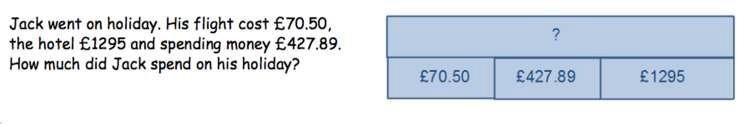 Jack went on holiday. His flight cost £70.50,
the hotel £1295 and spending money £427.89.
How much did Jack spend on his holiday?
?
£70.50 £427.89 £1295